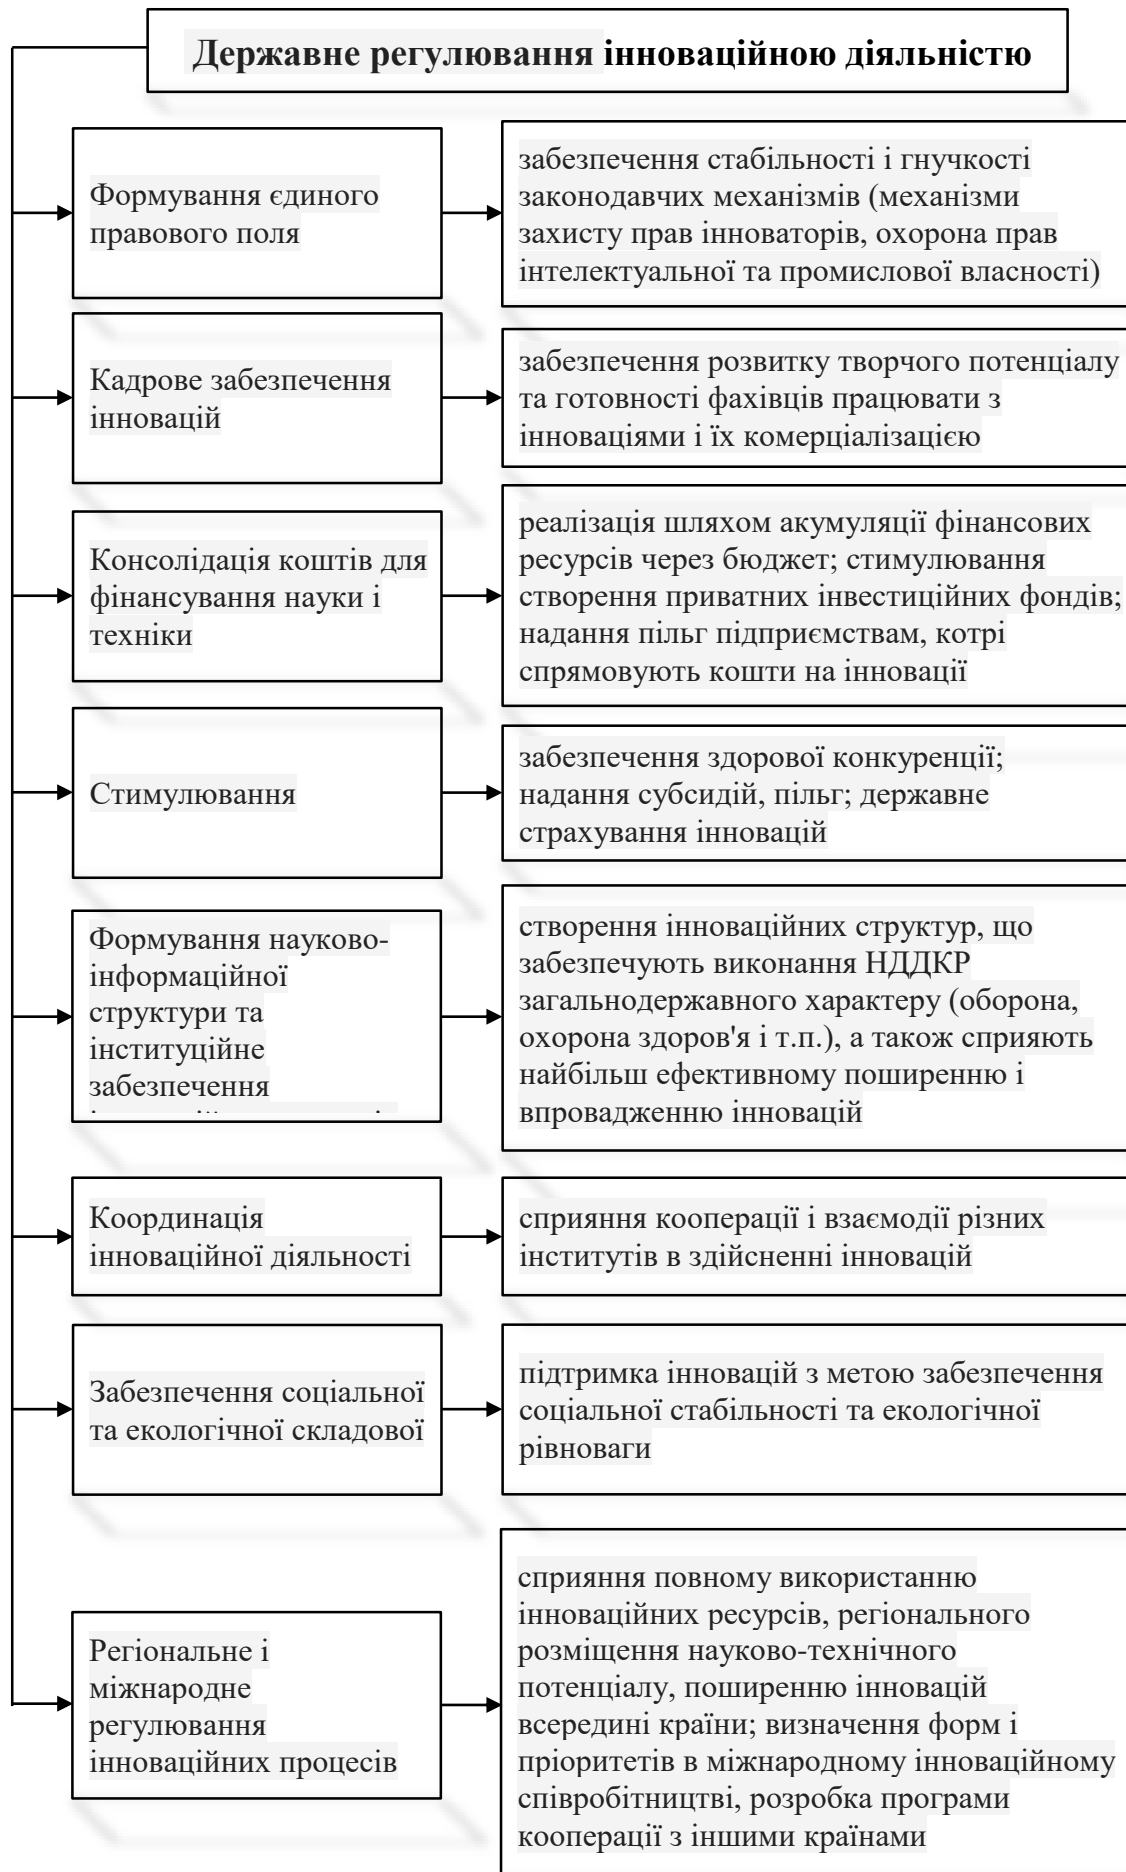 Державне регулювання інноваційною діяльністю
Формування єдиного
правового поля
забезпечення стабільності і гнучкості
законодавчих механізмів (механізми
захисту прав інноваторів, охорона прав
інтелектуальної та промислової власності)
Кадрове забезпечення
інновацій
забезпечення розвитку творчого потенціалу
та готовності фахівців працювати з
інноваціями і їх комерціалізацією
Консолідація коштів для
фінансування науки і
техніки
реалізація шляхом акумуляції фінансових
ресурсів через бюджет; стимулювання
створення приватних інвестиційних фондів;
надання пільг підприємствам, котрі
спрямовують кошти на інновації
Стимулювання
забезпечення здорової конкуренції;
надання субсидій, пільг; державне
страхування інновацій
Формування науково-
інформаційної
структури та
інституційне
забезпечення
створення інноваційних структур, що
забезпечують виконання НДДКР
загальнодержавного характеру (оборона,
охорона здоров'я і т.п.), а також сприяють
найбільш ефективному поширенню і
впровадженню інновацій
Координація
інноваційної діяльності
сприяння кооперації і взаємодії різних
інститутів в здійсненні інновацій
Забезпечення соціальної
та екологічної складової
підтримка інновацій з метою забезпечення
соціальної стабільності та екологічної
рівноваги
Регіональне і
міжнародне
регулювання
інноваційних процесів
сприяння повному використанню
інноваційних ресурсів, регіонального
розміщення науково-технічного
потенціалу, поширенню інновацій
всередині країни; визначення форм і
пріоритетів в міжнародному інноваційному
співробітництві, розробка програми
кооперації з іншими країнами